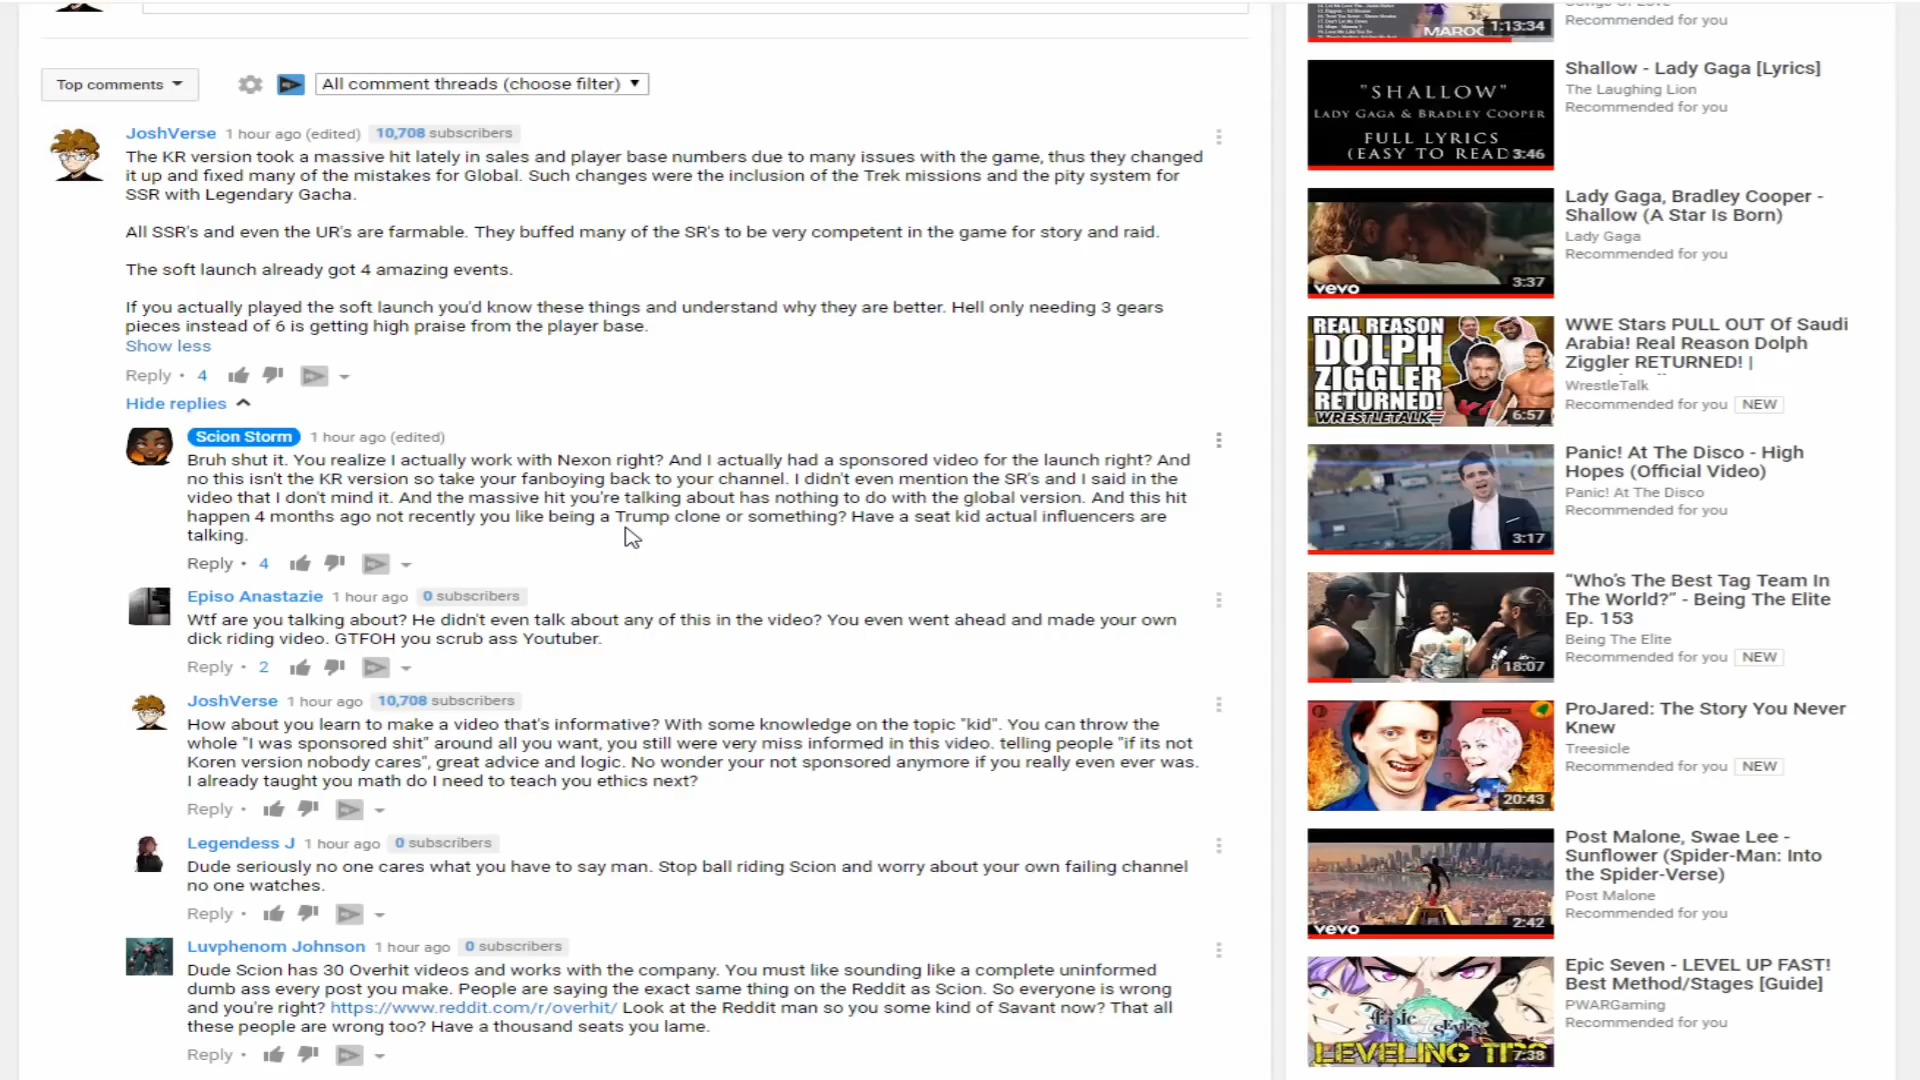 Top comments
All comment threads (choose filter)
JoshVerse 1 hour ago (edited) 10,708 subscribers
The KR version took a massive hit lately in sales and player base numbers due to many issues with the game, thus they changed
it up and fixed many of the mistakes for Global. Such changes were the inclusion of the Trek missions and the pity system for
SSR with Legendary Gacha.
All SSR's and even the UR's are farmable. They buffed many of the SR's to be very competent in the game for story and raid.
The soft launch already got 4 amazing events.
If you actually played the soft launch you'd know these things and understand why they are better. Hell only needing 3 gears
pieces instead of 6 is getting high praise from the player base.
Show less
Reply • 4
Hide replies
Scion Storm 1 hour ago (edited)
Bruh shut it. You realize I actually work with Nexon right? And I actually had a sponsored video for the launch right? And
no this isn't the KR version so take your fanboying back to your channel. I didn't even mention the SR's and I said in the
video that I don't mind it. And the massive hit you're talking about has nothing to do with the global version. And this hit
happen 4 months ago not recently you like being a Trump clone or something? Have a seat kid actual influencers are
talking.
Reply • 4
Episo Anastazie 1 hour ago 0 subscribers
Wtf are you talking about? He didn't even talk about any of this in the video? You even went ahead and made your own
dick riding video. GTFOH you scrub ass Youtuber.
Reply • 2
JoshVerse 1 hour ago 10,708 subscribers
How about you learn to make a video that's informative? With some knowledge on the topic "kid". You can throw the
whole "I was sponsored shit" around all you want, you still were very miss informed in this video. telling people "if its not
Koren version nobody cares", great advice and logic. No wonder your not sponsored anymore if you really even ever was.
I already taught you math do I need to teach you ethics next?
Reply •
Legendess J 1 hour ago 0 subscribers
Dude seriously no one cares what you have to say man. Stop ball riding Scion and worry about your own failing channel
no one watches.
Reply •
Luvphenom Johnson 1 hour ago 0 subscribers
Dude Scion has 30 Overhit videos and works with the company. You must like sounding like a complete uninformed
dumb ass every post you make. People are saying the exact same thing on the Reddit as Scion. So everyone is wrong
and you're right? https://www.reddit.com/r/overhit/ Look at the Reddit man so you some kind of Savant now? That all
these people are wrong too? Have a thousand seats you lame.
Reply •
1:13:34
Recommended for you
"SHALLOW"
LADY GAGA & BRADLEY COOPER
FULL LYRICS
(EASY TO READ
3:46
Shallow - Lady Gaga [Lyrics]
The Laughing Lion
Recommended for you
vevo
3:37
Lady Gaga, Bradley Cooper -
Shallow (A Star Is Born)
Lady Gaga
Recommended for you
REAL REASON
DOLPH
ZIGGLER
RETURNED!
WRESTLETALK
6:57
WWE Stars PULL OUT Of Saudi
Arabia! Real Reason Dolph
Ziggler RETURNED! |
WrestleTalk
Recommended for you NEW
3:17
Panic! At The Disco - High
Hopes (Official Video)
Panic! At The Disco
Recommended for you
18:07
“Who's The Best Tag Team In
The World?” - Being The Elite
Ep. 153
Being The Elite
Recommended for you NEW
20:43
ProJared: The Story You Never
Knew
Treesicle
Recommended for you NEW
vevo
2:42
Post Malone, Swae Lee -
Sunflower (Spider-Man: Into
the Spider-Verse)
Post Malone
Recommended for you
Epic Seven
LEVELING TIPS
7:38
Epic Seven - LEVEL UP FAST!
Best Method/Stages [Guide]
PWARGaming
Recommended for you